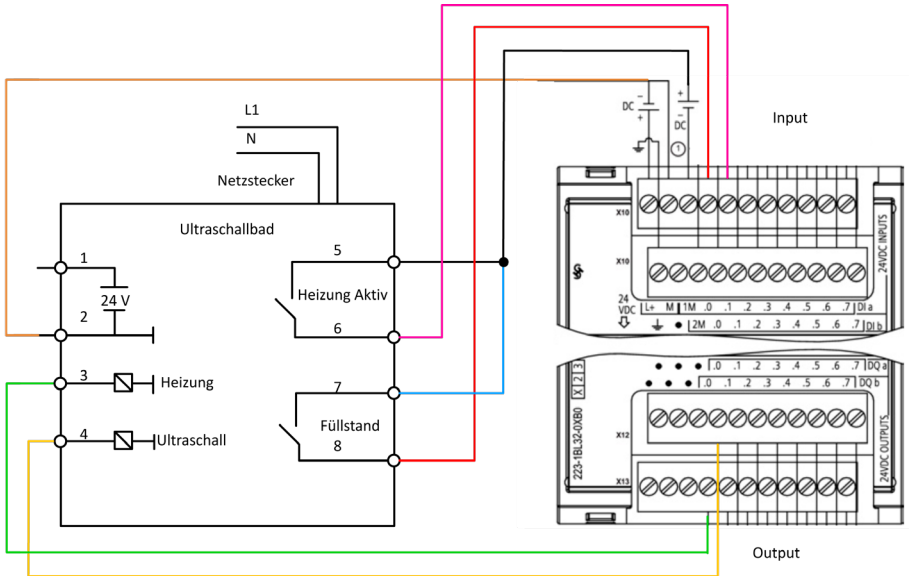 L1
N
Netzstecker
Ultraschallbad
1
24 V
2
3
Heizung
4
Ultraschall
5
Heizung Aktiv
6
7
Füllstand
8
Input
−
DC
+
+
DC
−
1
X10
X10
24VDC INPUTS
24
VDC
L+ M 1M .0 .1 .2 .3 .4 .5 .6 .7 DI a
2M .0 .1 .2 .3 .4 .5 .6 .7 DI b
.0 .1 .2 .3 .4 .5 .6 .7 DQ a
.0 .1 .2 .3 .4 .5 .6 .7 DQ b
X 2 3
223-1BL32-0XB0
X12
X13
24VDC OUTPUTS
Output